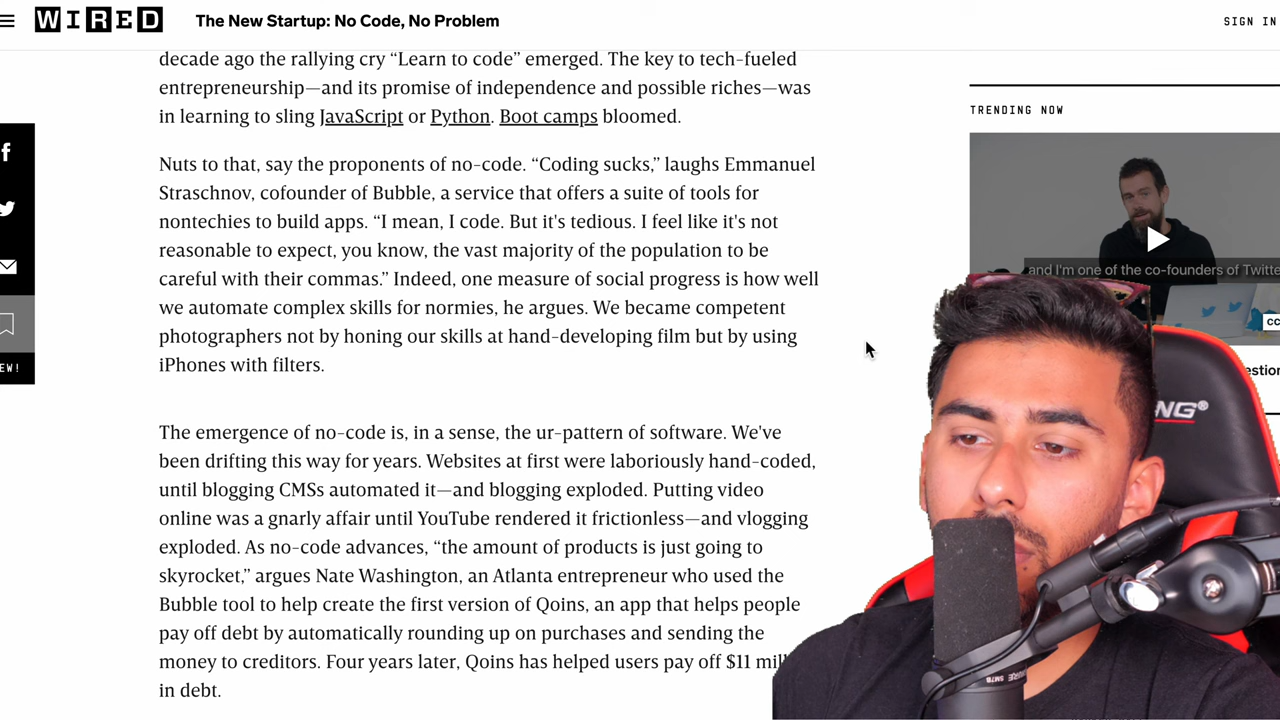 WIRED
The New Startup: No Code, No Problem
SIGN IN
decade ago the rallying cry “Learn to code” emerged. The key to tech-fueled
entrepreneurship—and its promise of independence and possible riches—was
in learning to sling JavaScript or Python. Boot camps bloomed.
Nuts to that, say the proponents of no-code. “Coding sucks,” laughs Emmanuel
Straschnov, cofounder of Bubble, a service that offers a suite of tools for
nontechies to build apps. “I mean, I code. But it's tedious. I feel like it's not
reasonable to expect, you know, the vast majority of the population to be
careful with their commas.” Indeed, one measure of social progress is how well
we automate complex skills for normies, he argues. We became competent
photographers not by honing our skills at hand-developing film but by using
iPhones with filters.
The emergence of no-code is, in a sense, the ur-pattern of software. We've
been drifting this way for years. Websites at first were laboriously hand-coded,
until blogging CMSs automated it—and blogging exploded. Putting video
online was a gnarly affair until YouTube rendered it frictionless—and vlogging
exploded. As no-code advances, “the amount of products is just going to
skyrocket,” argues Nate Washington, an Atlanta entrepreneur who used the
Bubble tool to help create the first version of Qoins, an app that helps people
pay off debt by automatically rounding up on purchases and sending the
money to creditors. Four years later, Qoins has helped users pay off $11
in debt.
TRENDING NOW
and I'm one of the co-founders of
CC
EW!
NG®
SM7B